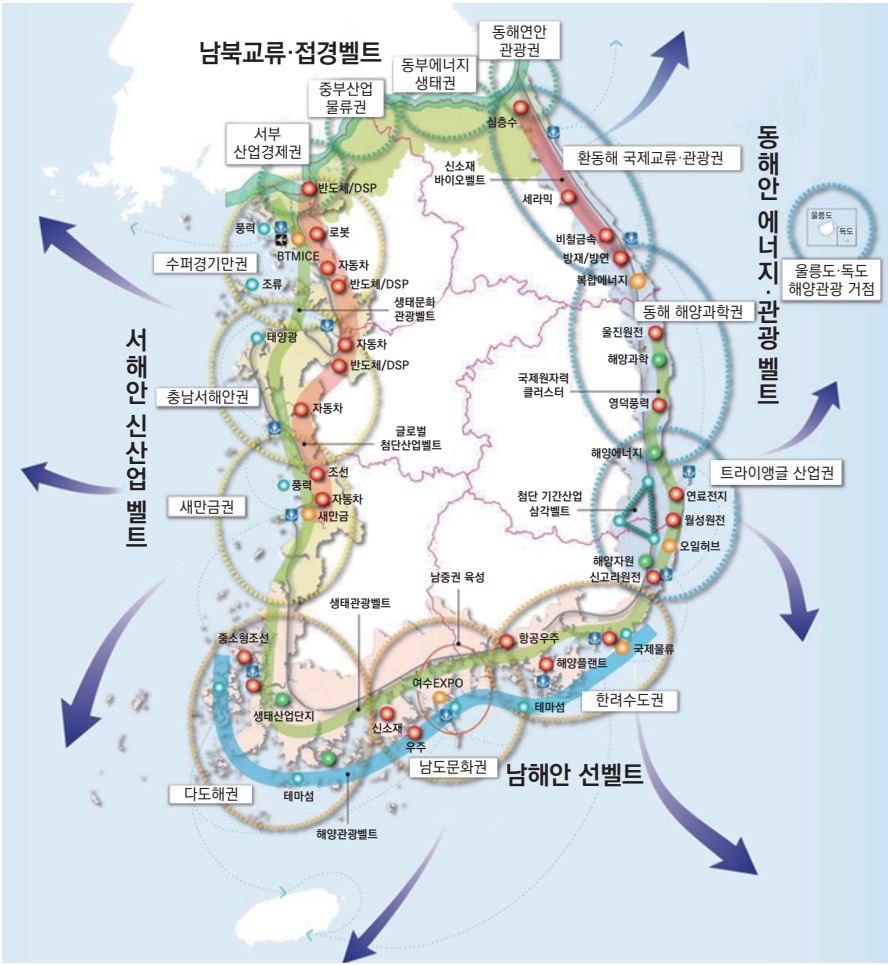 남북교류·접경벨트
동해연안
관광권
동부에너지
생태권
중부산업
물류권
서부
산업경제권
심층수
환동해 국제교류·관광권
신소재
바이오벨트
세라믹
반도체/DSP
풍력
로봇
BTMICE
비철금속
방재/방연
복합에너지
수퍼경기만권
자동차
조류
반도체/DSP
생태문화
관광벨트
동해안 에너지·관광 벨트
울릉도
독도
울릉도·독도
해양관광 거점
동해 해양과학권
태양광
자동차
반도체/DSP
울진원전
해양과학
국제원자력
클러스터
영덕풍력
서해안 신산업 벨트
충남서해안권
자동차
글로벌
첨단산업벨트
해양에너지
트라이앵글 산업권
조선
풍력
자동차
새만금
새만금권
첨단 기간산업
삼각벨트
연료전지
월성원전
오일허브
해양자원
신고리원전
남중권 육성
생태관광벨트
중소형조선
항공우주
국제물류
해양플랜트
여수EXPO
한려수도권
생태산업단지
신소재
우주
테마섬
남도문화권
남해안 선벨트
다도해권
테마섬
해양관광벨트